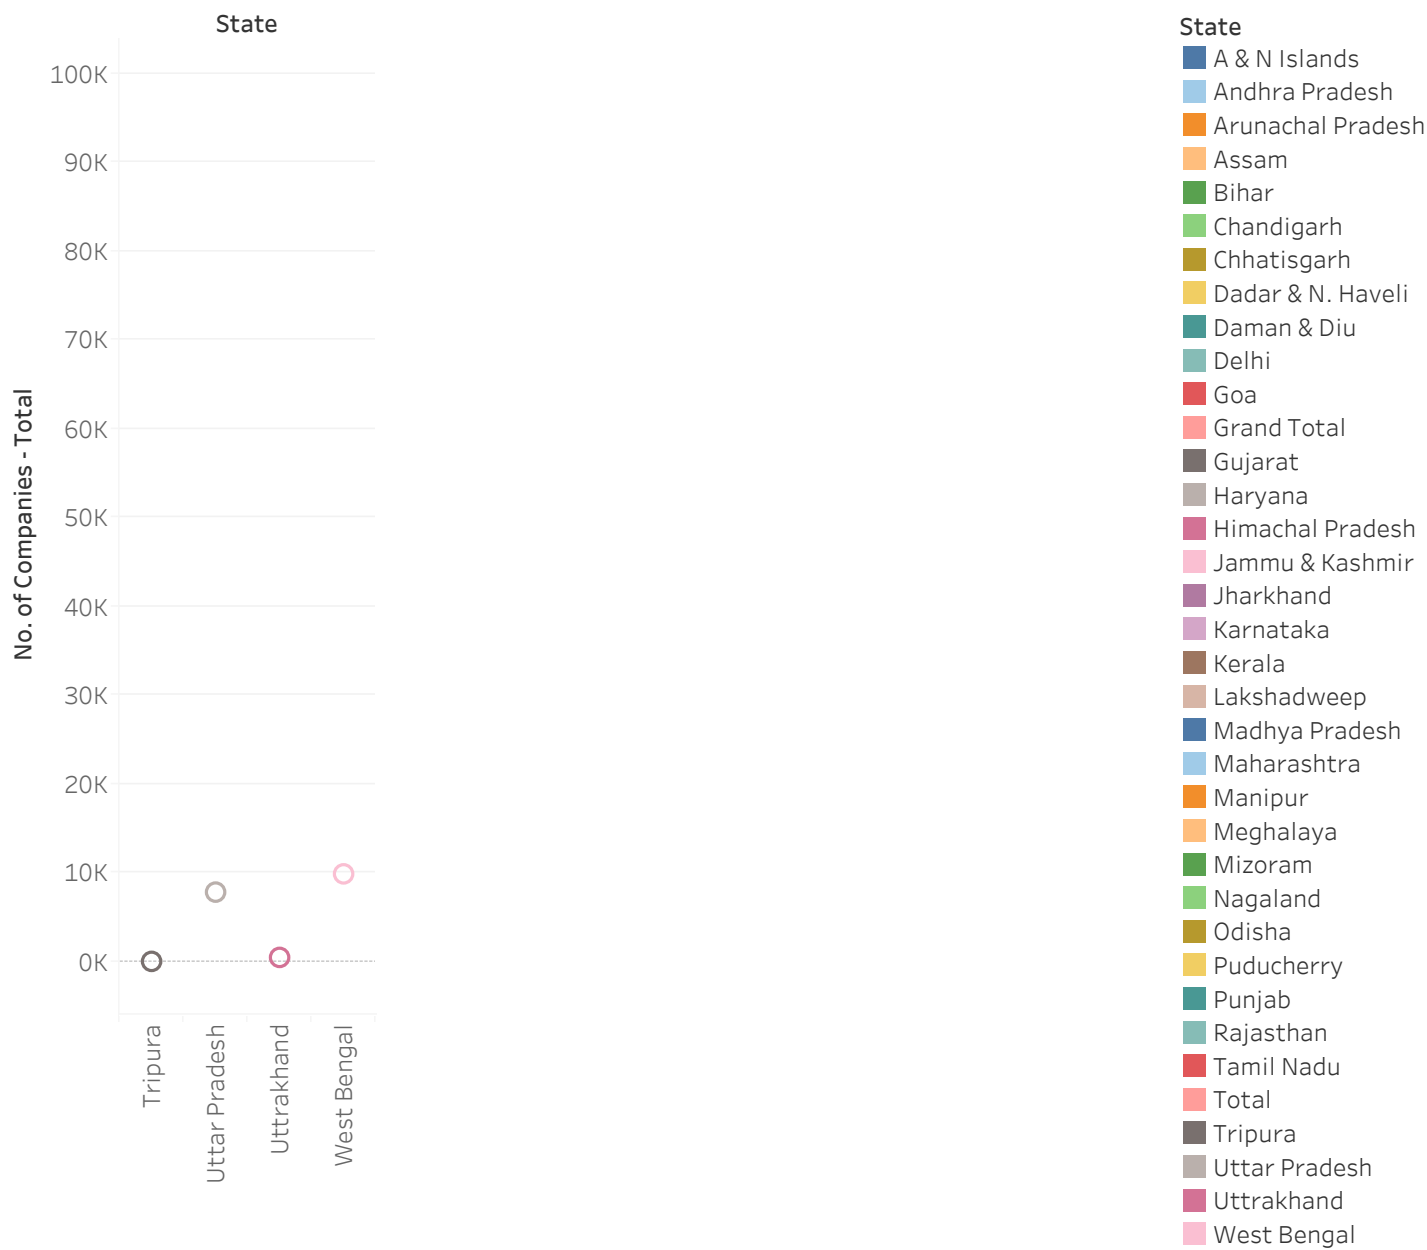 State
100K
90K
80K
70K
60K
50K
40K
30K
20K
10K
0K
No. of Companies - Total
Tripura
Uttar Pradesh
Uttrakhand
West Bengal
State
A & N Islands
Andhra Pradesh
Arunachal Pradesh
Assam
Bihar
Chandigarh
Chhatisgarh
Dadar & N. Haveli
Daman & Diu
Delhi
Goa
Grand Total
Gujarat
Haryana
Himachal Pradesh
Jammu & Kashmir
Jharkhand
Karnataka
Kerala
Lakshadweep
Madhya Pradesh
Maharashtra
Manipur
Meghalaya
Mizoram
Nagaland
Odisha
Puducherry
Punjab
Rajasthan
Tamil Nadu
Total
Tripura
Uttar Pradesh
Uttrakhand
West Bengal